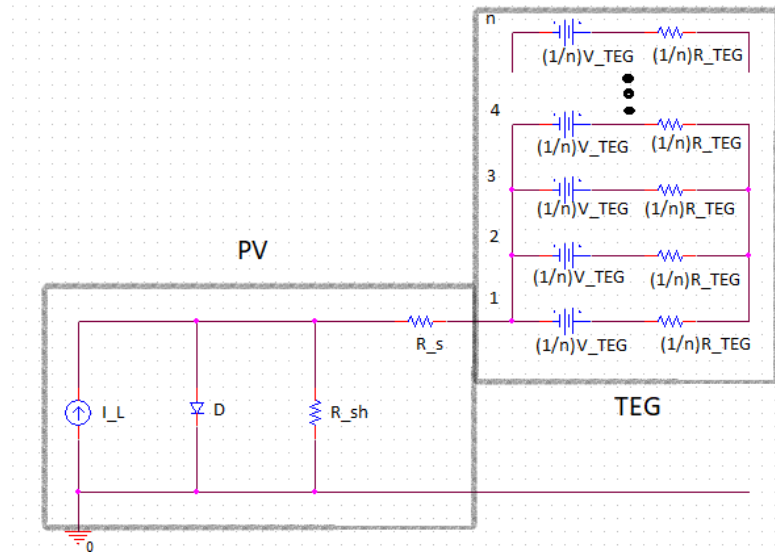 n
(1/n)V_TEG (1/n)R_TEG
4
(1/n)V_TEG (1/n)R_TEG
3
(1/n)V_TEG (1/n)R_TEG
2
(1/n)V_TEG (1/n)R_TEG
1
(1/n)V_TEG (1/n)R_TEG
PV
R_s
TEG
I_L D R_sh
0